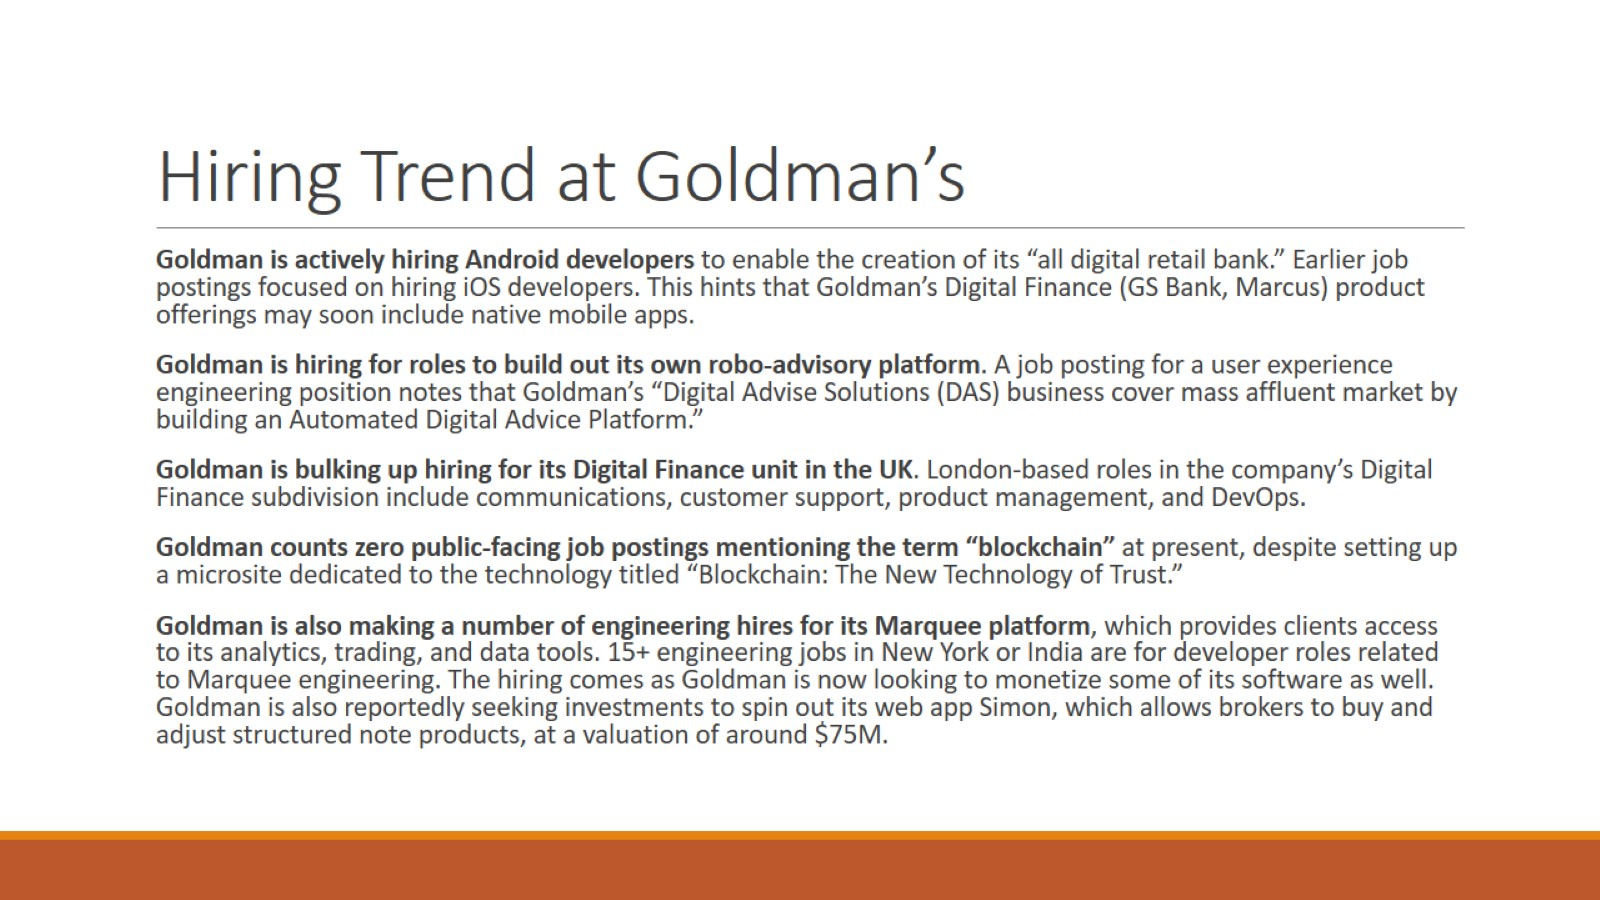 Hiring Trend at Goldman’s
Goldman is actively hiring Android developers to enable the creation of its “all digital retail bank.” Earlier job
postings focused on hiring iOS developers. This hints that Goldman’s Digital Finance (GS Bank, Marcus) product
offerings may soon include native mobile apps.
Goldman is hiring for roles to build out its own robo-advisory platform. A job posting for a user experience
engineering position notes that Goldman’s “Digital Advise Solutions (DAS) business cover mass affluent market by
building an Automated Digital Advice Platform.”
Goldman is bulking up hiring for its Digital Finance unit in the UK. London-based roles in the company’s Digital
Finance subdivision include communications, customer support, product management, and DevOps.
Goldman counts zero public-facing job postings mentioning the term “blockchain” at present, despite setting up
a microsite dedicated to the technology titled “Blockchain: The New Technology of Trust.”
Goldman is also making a number of engineering hires for its Marquee platform, which provides clients access
to its analytics, trading, and data tools. 15+ engineering jobs in New York or India are for developer roles related
to Marquee engineering. The hiring comes as Goldman is now looking to monetize some of its software as well.
Goldman is also reportedly seeking investments to spin out its web app Simon, which allows brokers to buy and
adjust structured note products, at a valuation of around $75M.